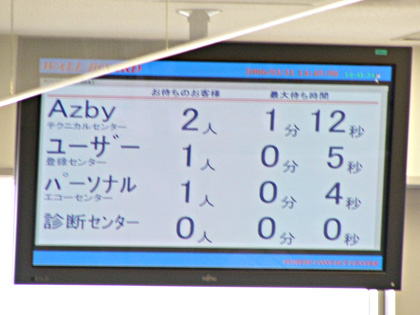 お待ちのお客様 最大待ち時間
Azby 2人 1分 12秒
テクニカルセンター
ユーザー 1人 0分 5秒
登録センター
パーソナル 1人 0分 4秒
エコーセンター
診断センター 0人 0分 0秒
FUJITSU